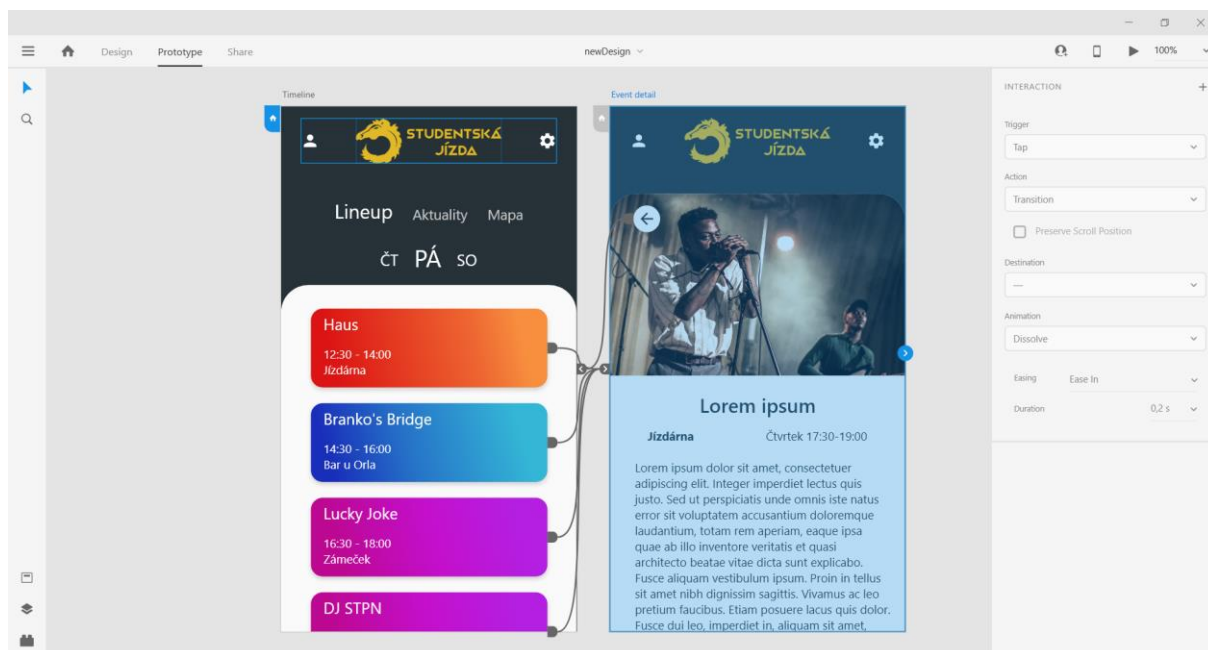 Design Prototype Share
newDesign
100%
Timeline
STUDENTSKÁ
JÍZDA
Lineup Aktuality Mapa
ČT PÁ SO
Haus
12:30 - 14:00
Jízdárna
Branko's Bridge
14:30 - 16:00
Bar u Orla
Lucky Joke
16:30 - 18:00
Zámeček
DJ STPN
Event detail
STUDENTSKÁ
JÍZDA
Lorem ipsum
Jízdárna Čtvrtek 17:30-19:00
Lorem ipsum dolor sit amet, consectetuer
adipiscing elit. Integer imperdiet lectus quis
justo. Sed ut perspiciatis unde omnis iste natus
error sit voluptatem accusantium doloremque
laudantium, totam rem aperiam, eaque ipsa
quae ab illo inventore veritatis et quasi
architecto beatae vitae dicta sunt explicabo.
Fusce aliquam vestibulum ipsum. Proin in tellus
sit amet nibh dignissim sagittis. Vivamus ac leo
pretium faucibus. Etiam posuere lacus quis dolor.
Fusce dui leo, imperdiet in, aliquam sit amet,
INTERACTION
Trigger
Tap
Action
Transition
Preserve Scroll Position
Destination
—
Animation
Dissolve
Easing Ease In
Duration 0,2 s